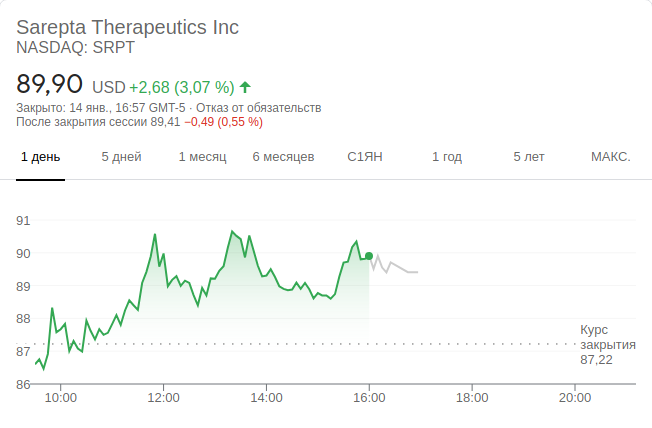 Sarepta Therapeutics Inc
NASDAQ: SRPT
89,90 USD +2,68 (3,07 %)
Закрыто: 14 янв., 16:57 GMT-5 · Отказ от обязательств
После закрытия сессии 89,41 −0,49 (0,55 %)
1 день 5 дней 1 месяц 6 месяцев С1ЯН 1 год 5 лет МАКС.
91
90
89
88
87
86
Курс
закрытия
87,22
10:00 12:00 14:00 16:00 18:00 20:00